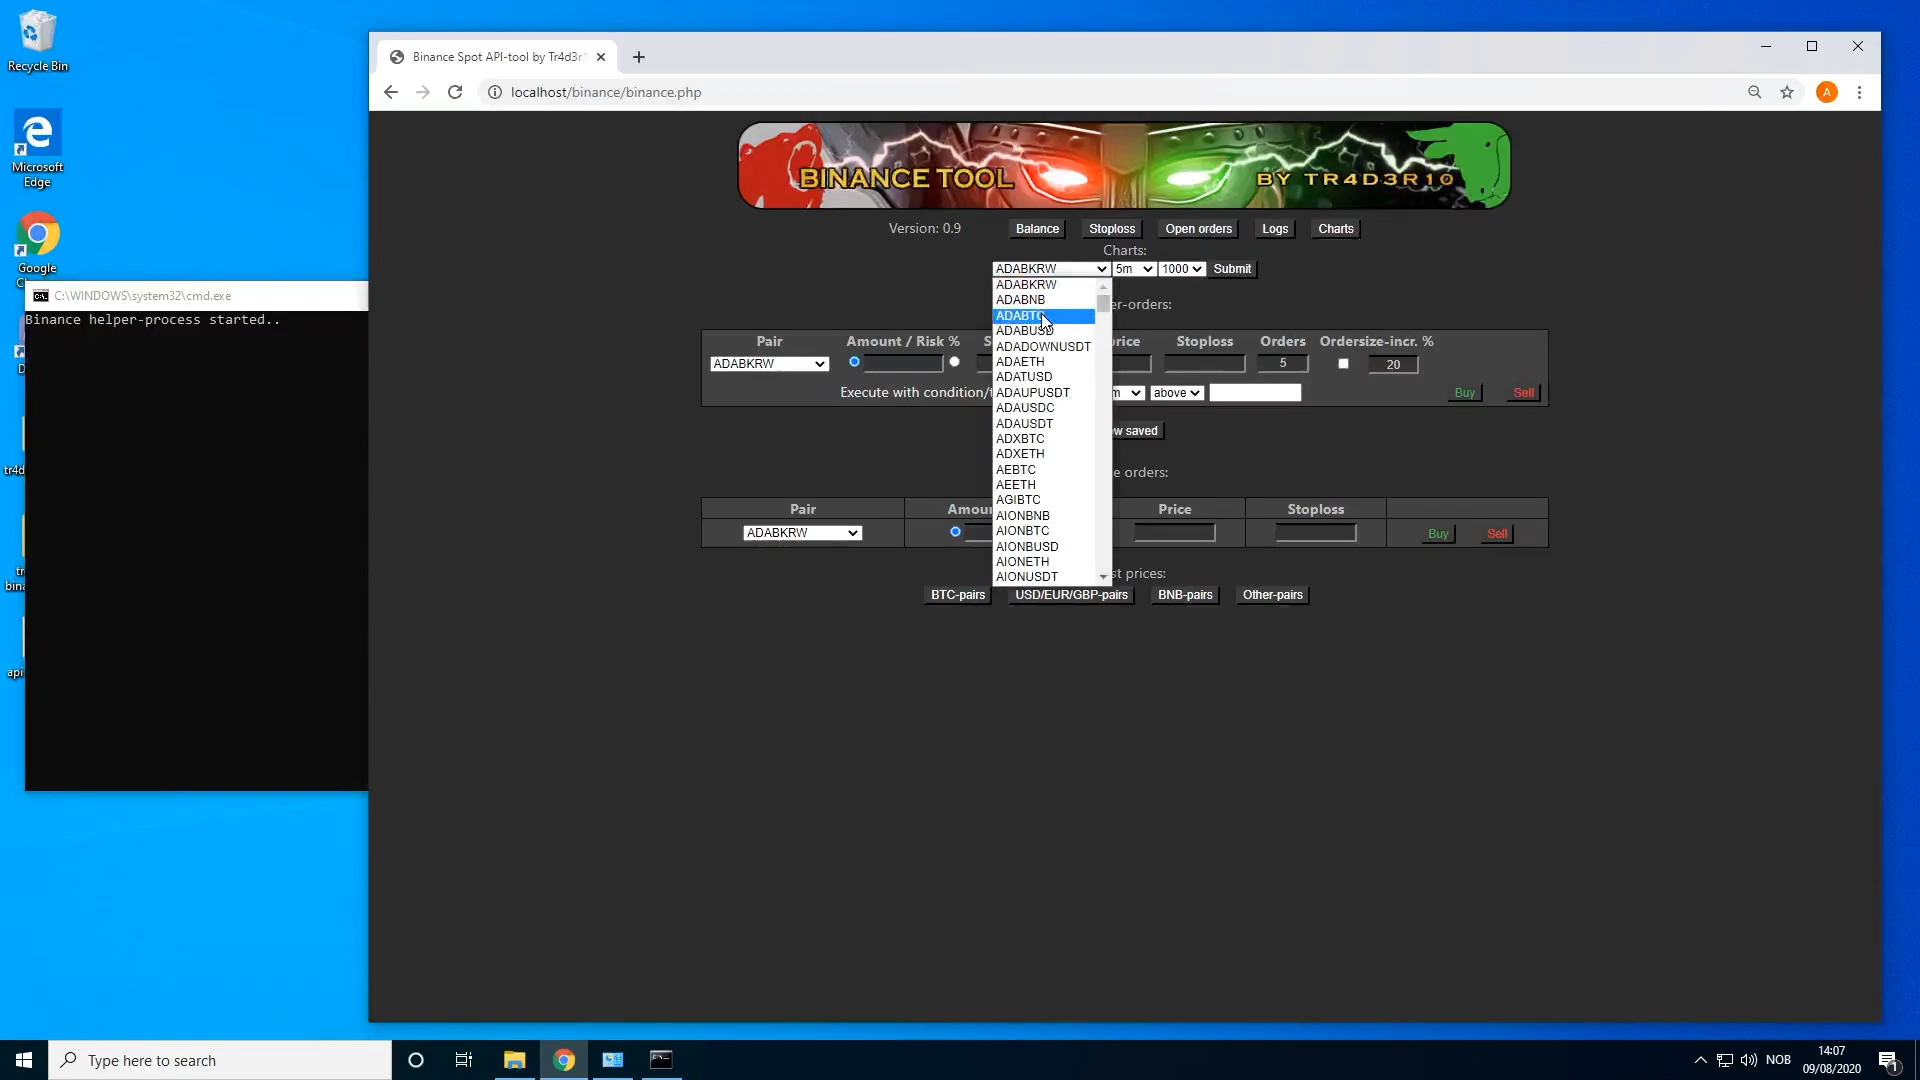 Recycle Bin
Microsoft
Edge
Google
Binance Spot API-tool by Tr4d3r
localhost/binance/binance.php
A
C:\WINDOWS\system32\cmd.exe
Binance helper-process started..
BINANCE TOOL
BY TR4D3R10
Version: 0.9
Balance
Stoploss
Open orders
Logs
Charts
Charts:
ADABKRW
5m
1000
Submit
ADABKRW
ADABNB
ADABTC
ADABUSD
ADADOWNUSDT
ADAETH
ADATUSD
ADAUPUSDT
ADAUSDC
ADAUSDT
ADXBTC
ADXETH
AEBTC
AEETH
AGIBTC
AIONBNB
AIONBTC
AIONBUSD
AIONETH
AIONUSDT
er-orders:
Pair
Amount / Risk %
Stoploss
Orders
Ordersize-incr. %
ADABKRW
5
20
Execute with condition/
m
above
Buy
Sell
w saved
e orders:
Pair
Price
Stoploss
ADABKRW
Buy
Sell
st prices:
BTC-pairs
USD/EUR/GBP-pairs
BNB-pairs
Other-pairs
Type here to search
NOB
14:07
09/08/2020
1